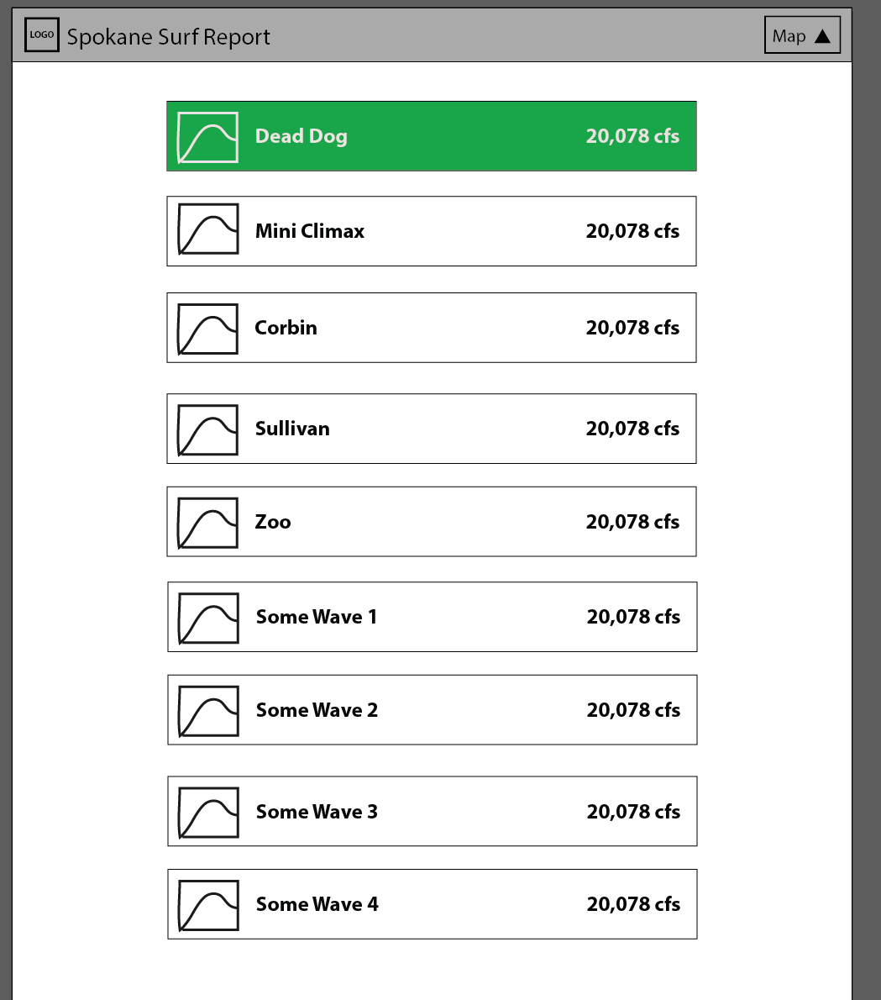 LOGO Spokane Surf Report Map ▲
Dead Dog 20,078 cfs
Mini Climax 20,078 cfs
Corbin 20,078 cfs
Sullivan 20,078 cfs
Zoo 20,078 cfs
Some Wave 1 20,078 cfs
Some Wave 2 20,078 cfs
Some Wave 3 20,078 cfs
Some Wave 4 20,078 cfs